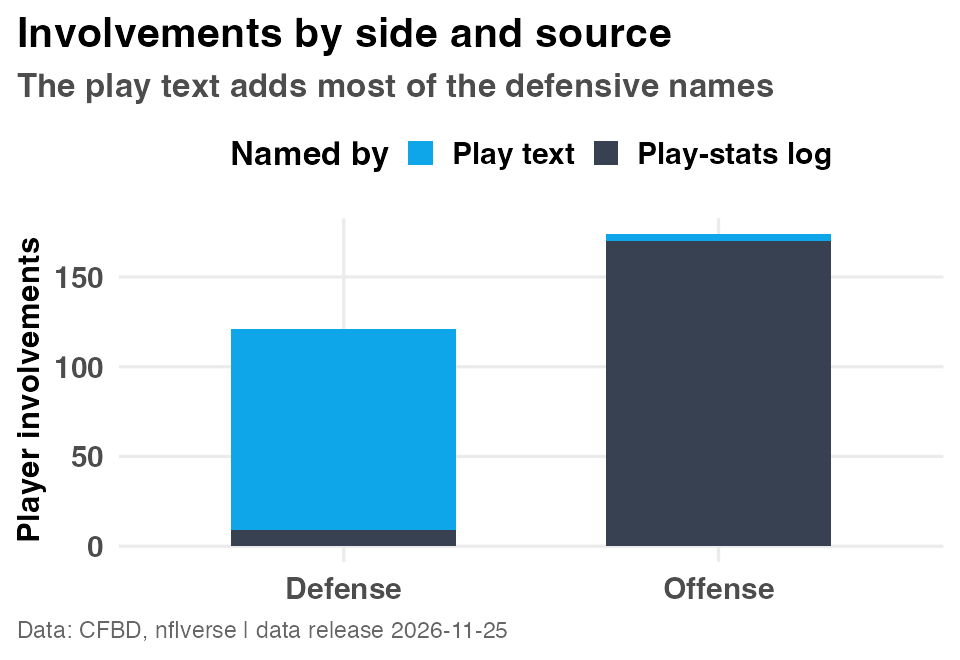 Involvements by side and source
The play text adds most of the defensive names
Named by Play text Play-stats log
Player involvements
150
100
50
0
Defense Offense
Data: CFBD, nflverse | data release 2026-11-25